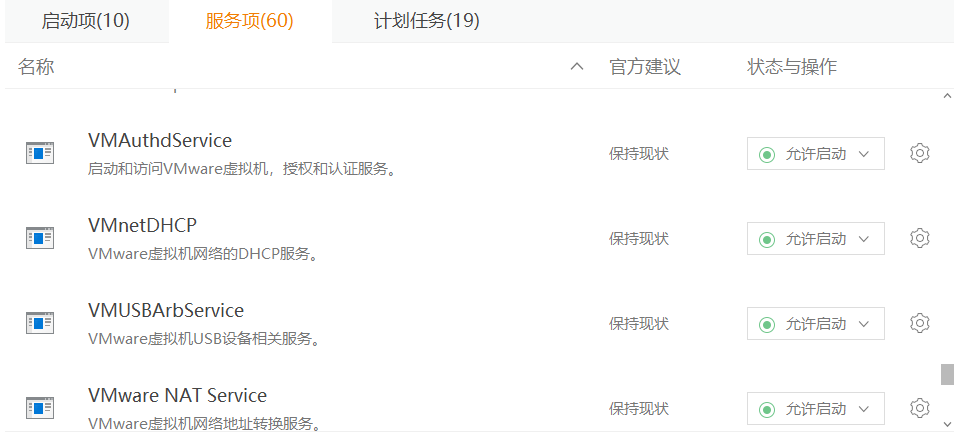 启动项(10) 服务项(60) 计划任务(19)
名称 官方建议 状态与操作
VMAuthdService
启动和访问VMware虚拟机，授权和认证服务。
保持现状 允许启动
VMnetDHCP
VMware虚拟机网络的DHCP服务。
保持现状 允许启动
VMUSBArbService
VMware虚拟机USB设备相关服务。
保持现状 允许启动
VMware NAT Service
VMware虚拟机网络地址转换服务。
保持现状 允许启动